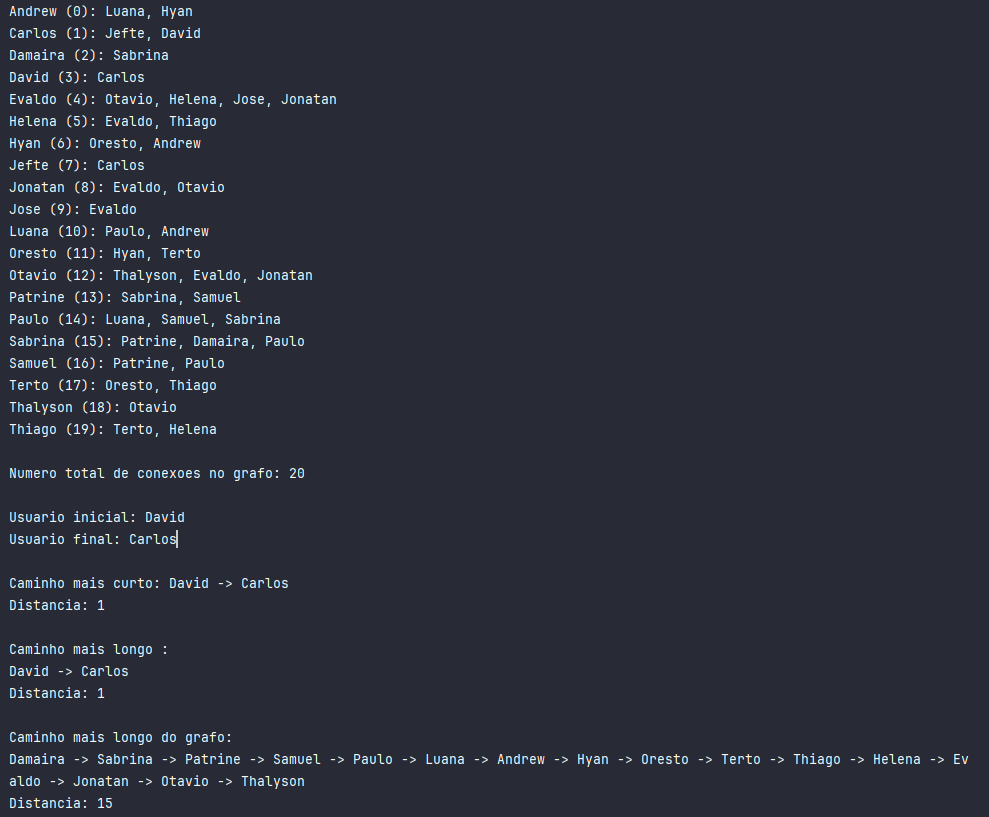 Andrew (0): Luana, Hyan
Carlos (1): Jefte, David
Damaira (2): Sabrina
David (3): Carlos
Evaldo (4): Otavio, Helena, Jose, Jonatan
Helena (5): Evaldo, Thiago
Hyan (6): Oresto, Andrew
Jefte (7): Carlos
Jonatan (8): Evaldo, Otavio
Jose (9): Evaldo
Luana (10): Paulo, Andrew
Oresto (11): Hyan, Terto
Otavio (12): Thalyson, Evaldo, Jonatan
Patrine (13): Sabrina, Samuel
Paulo (14): Luana, Samuel, Sabrina
Sabrina (15): Patrine, Damaira, Paulo
Samuel (16): Patrine, Paulo
Terto (17): Oresto, Thiago
Thalyson (18): Otavio
Thiago (19): Terto, Helena
Numero total de conexoes no grafo: 20
Usuario inicial: David
Usuario final: Carlos
Caminho mais curto: David -> Carlos
Distancia: 1
Caminho mais longo :
David -> Carlos
Distancia: 1
Caminho mais longo do grafo:
Damaira -> Sabrina -> Patrine -> Samuel -> Paulo -> Luana -> Andrew -> Hyan -> Oresto -> Terto -> Thiago -> Helena -> Ev
aldo -> Jonatan -> Otavio -> Thalyson
Distancia: 15